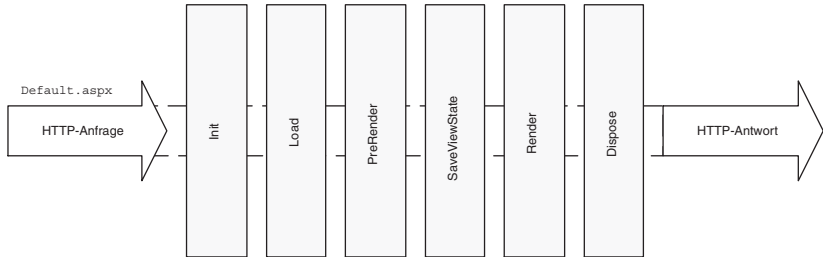 Default.aspx
HTTP-Anfrage
Init
Load
PreRender
SaveViewState
Render
Dispose
HTTP-Antwort